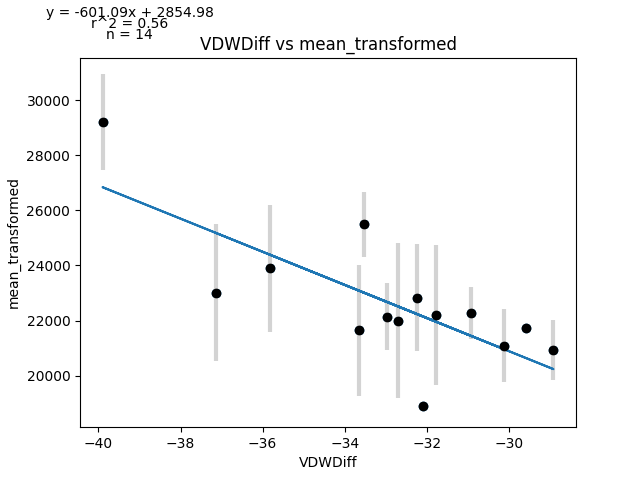 y = -601.09x + 2854.98
r^2 = 0.56
n = 14
VDWDiff vs mean_transformed
mean_transformed
30000
28000
26000
24000
22000
20000
−40
−38
−36
−34
−32
−30
VDWDiff